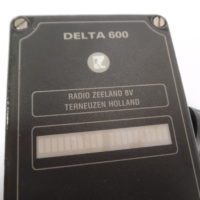 DELTA 600
R
RADIO ZEELAND BV
TERNEUZEN HOLLAND